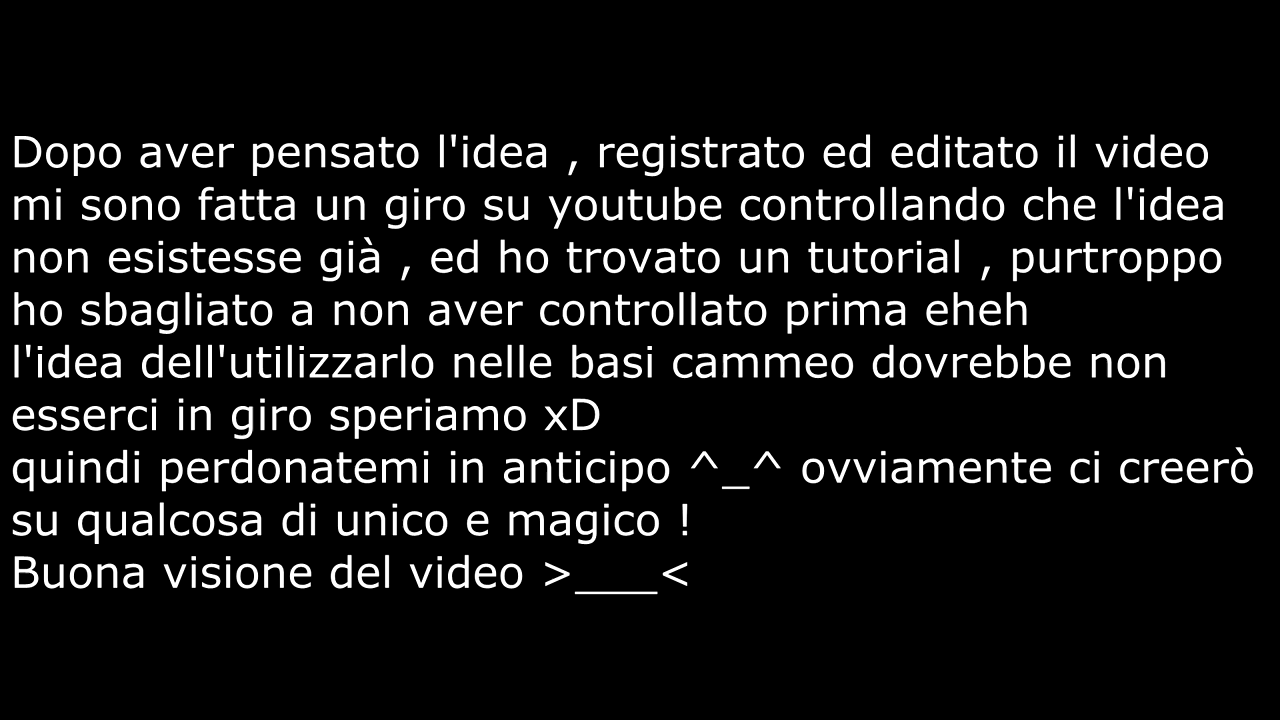 Dopo aver pensato l'idea , registrato ed editato il video
mi sono fatta un giro su youtube controllando che l'idea
non esistesse già , ed ho trovato un tutorial , purtroppo
ho sbagliato a non aver controllato prima eheh
l'idea dell'utilizzarlo nelle basi cammeo dovrebbe non
esserci in giro speriamo xD
quindi perdonatemi in anticipo ^_^ ovviamente ci creerò
su qualcosa di unico e magico !
Buona visione del video >___<